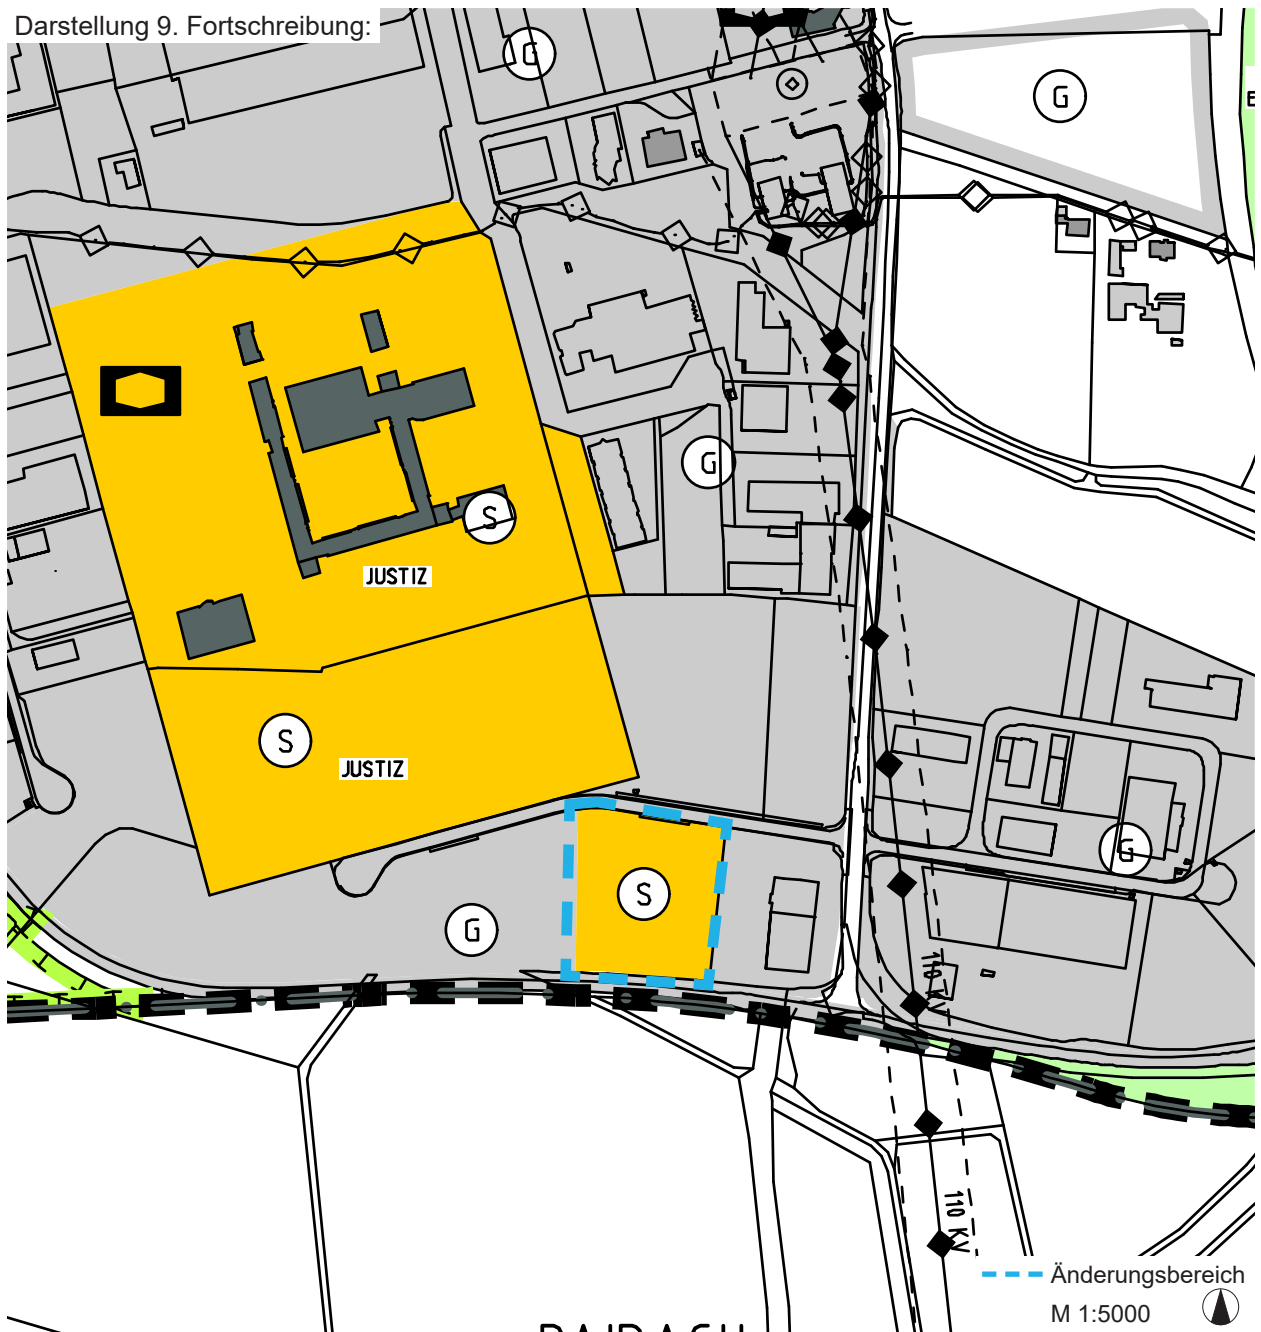 Darstellung 9. Fortschreibung:
G
G
G
S
JUSTIZ
S
JUSTIZ
G
S
G
110 KV
110 KV
Änderungsbereich
M 1:5000